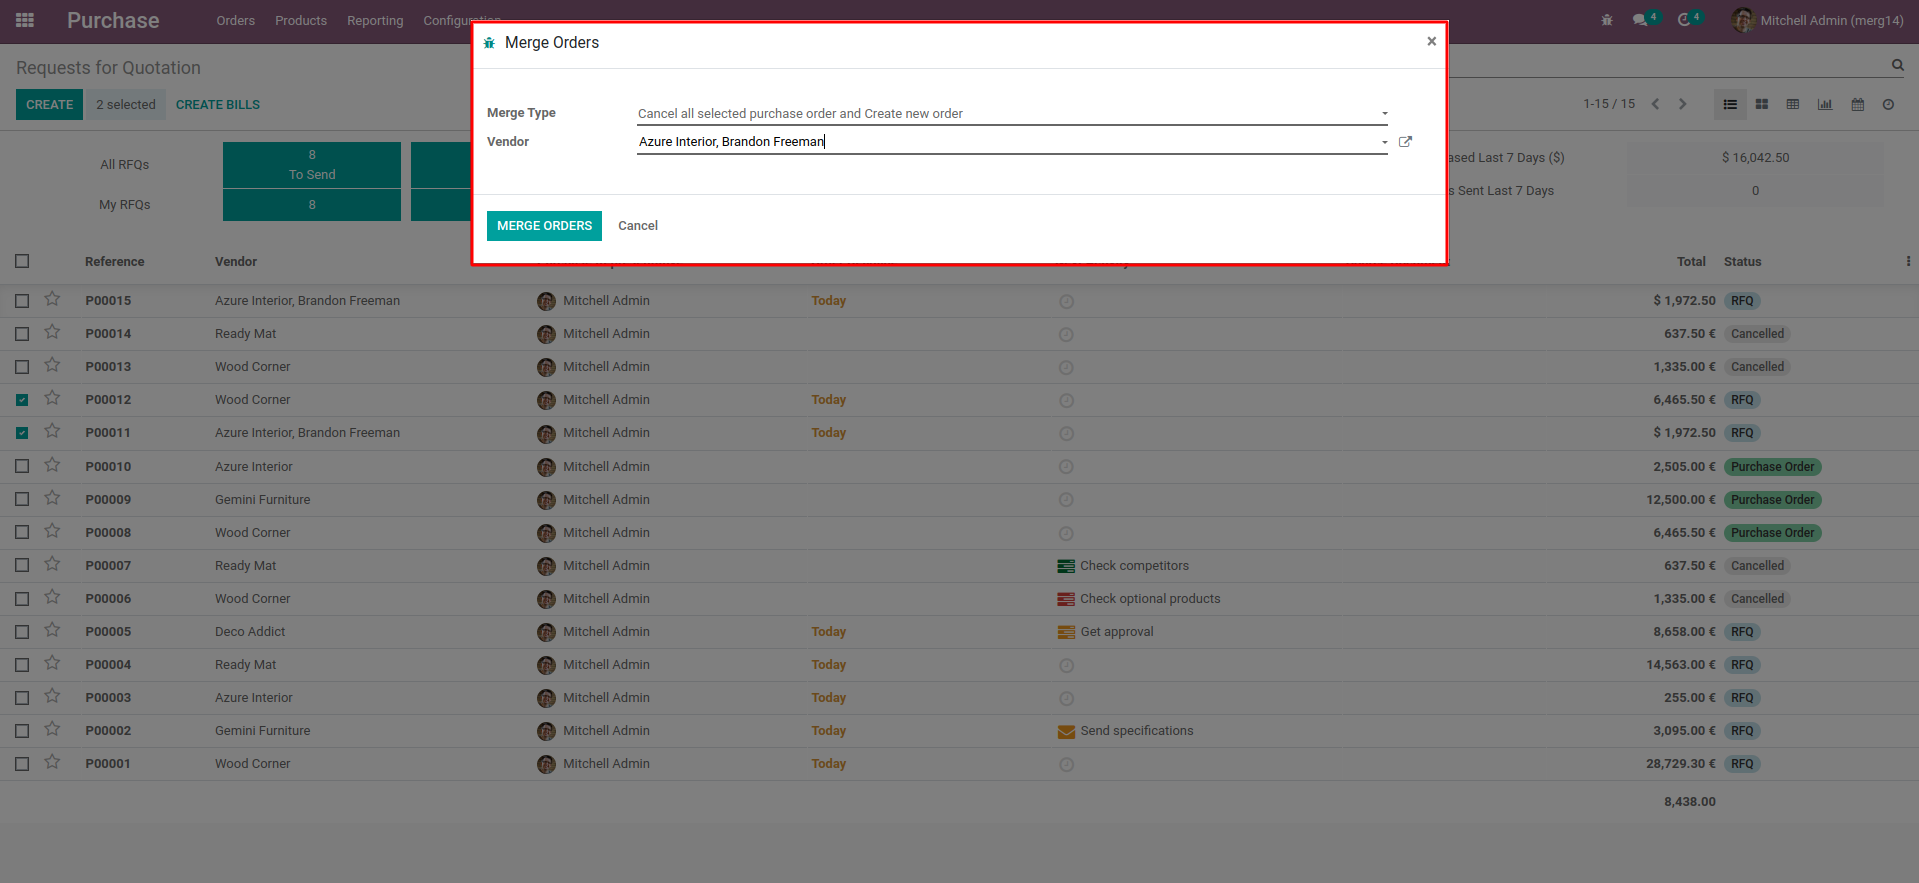 Purchase Orders Products Reporting Configuration 4 4 Mitchell Admin (merg14)
Merge Orders ×
Requests for Quotation
CREATE 2 selected CREATE BILLS 1-15 / 15
Merge Type Cancel all selected purchase order and Create new order
Vendor Azure Interior, Brandon Freeman
All RFQs 8 To Send ased Last 7 Days ($) $ 16,042.50
My RFQs 8 s Sent Last 7 Days 0
MERGE ORDERS Cancel
Reference Vendor Total Status
P00015 Azure Interior, Brandon Freeman Mitchell Admin Today $ 1,972.50 RFQ
P00014 Ready Mat Mitchell Admin 637.50 € Cancelled
P00013 Wood Corner Mitchell Admin 1,335.00 € Cancelled
P00012 Wood Corner Mitchell Admin Today 6,465.50 € RFQ
P00011 Azure Interior, Brandon Freeman Mitchell Admin Today $ 1,972.50 RFQ
P00010 Azure Interior Mitchell Admin 2,505.00 € Purchase Order
P00009 Gemini Furniture Mitchell Admin 12,500.00 € Purchase Order
P00008 Wood Corner Mitchell Admin 6,465.50 € Purchase Order
P00007 Ready Mat Mitchell Admin Check competitors 637.50 € Cancelled
P00006 Wood Corner Mitchell Admin Check optional products 1,335.00 € Cancelled
P00005 Deco Addict Mitchell Admin Today Get approval 8,658.00 € RFQ
P00004 Ready Mat Mitchell Admin Today 14,563.00 € RFQ
P00003 Azure Interior Mitchell Admin Today 255.00 € RFQ
P00002 Gemini Furniture Mitchell Admin Today Send specifications 3,095.00 € RFQ
P00001 Wood Corner Mitchell Admin Today 28,729.30 € RFQ
8,438.00